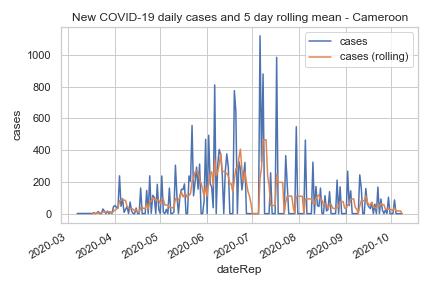 New COVID-19 daily cases and 5 day rolling mean - Cameroon
cases
cases (rolling)
1000
800
600
400
200
0
cases
2020-03
2020-04
2020-05
2020-06
2020-07
2020-08
2020-09
2020-10
dateRep